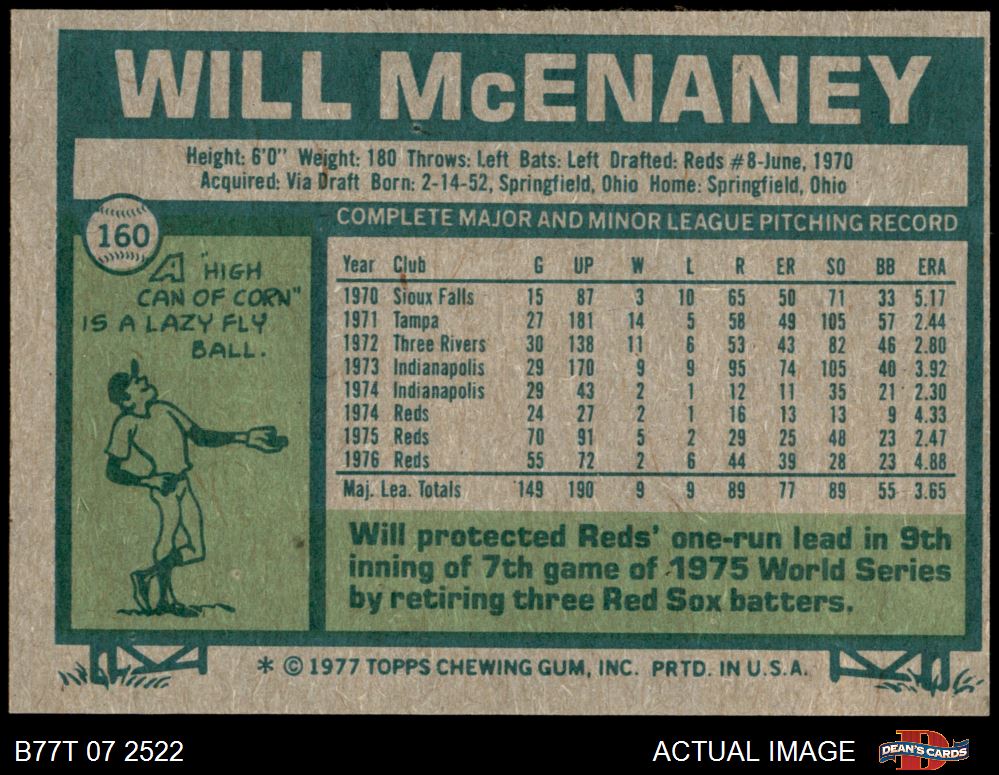 WILL McENANEY
Height: 6'0" Weight: 180 Throws: Left Bats: Left Drafted: Reds #8-June, 1970
Acquired: Via Draft Born: 2-14-52, Springfield, Ohio Home: Springfield, Ohio
160
COMPLETE MAJOR AND MINOR LEAGUE PITCHING RECORD
A "HIGH
CAN OF CORN"
IS A LAZY FLY
BALL.
Year Club G UP W L R ER SO BB ERA
1970 Sioux Falls 15 87 3 10 65 50 71 33 5.17
1971 Tampa 27 181 14 5 58 49 105 57 2.44
1972 Three Rivers 30 138 11 6 53 43 82 46 2.80
1973 Indianapolis 29 170 9 9 95 74 105 40 3.92
1974 Indianapolis 29 43 2 1 12 11 35 21 2.30
1974 Reds 24 27 2 1 16 13 13 9 4.33
1975 Reds 70 91 5 2 29 25 48 23 2.47
1976 Reds 55 72 2 6 44 39 28 23 4.88
Maj. Lea. Totals 149 190 9 9 89 77 89 55 3.65
Will protected Reds' one-run lead in 9th
inning of 7th game of 1975 World Series
by retiring three Red Sox batters.
* © 1977 TOPPS CHEWING GUM, INC. PRTD. IN U.S.A.
B77T 07 2522
ACTUAL IMAGE
D
DEAN'S CARDS